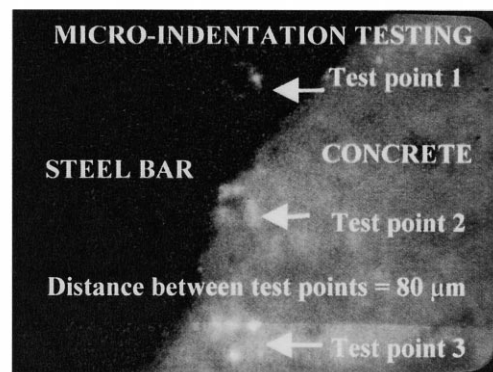 MICRO-INDENTATION TESTING
Test point 1
CONCRETE
STEEL BAR
Test point 2
Distance between test points = 80 µm
Test point 3